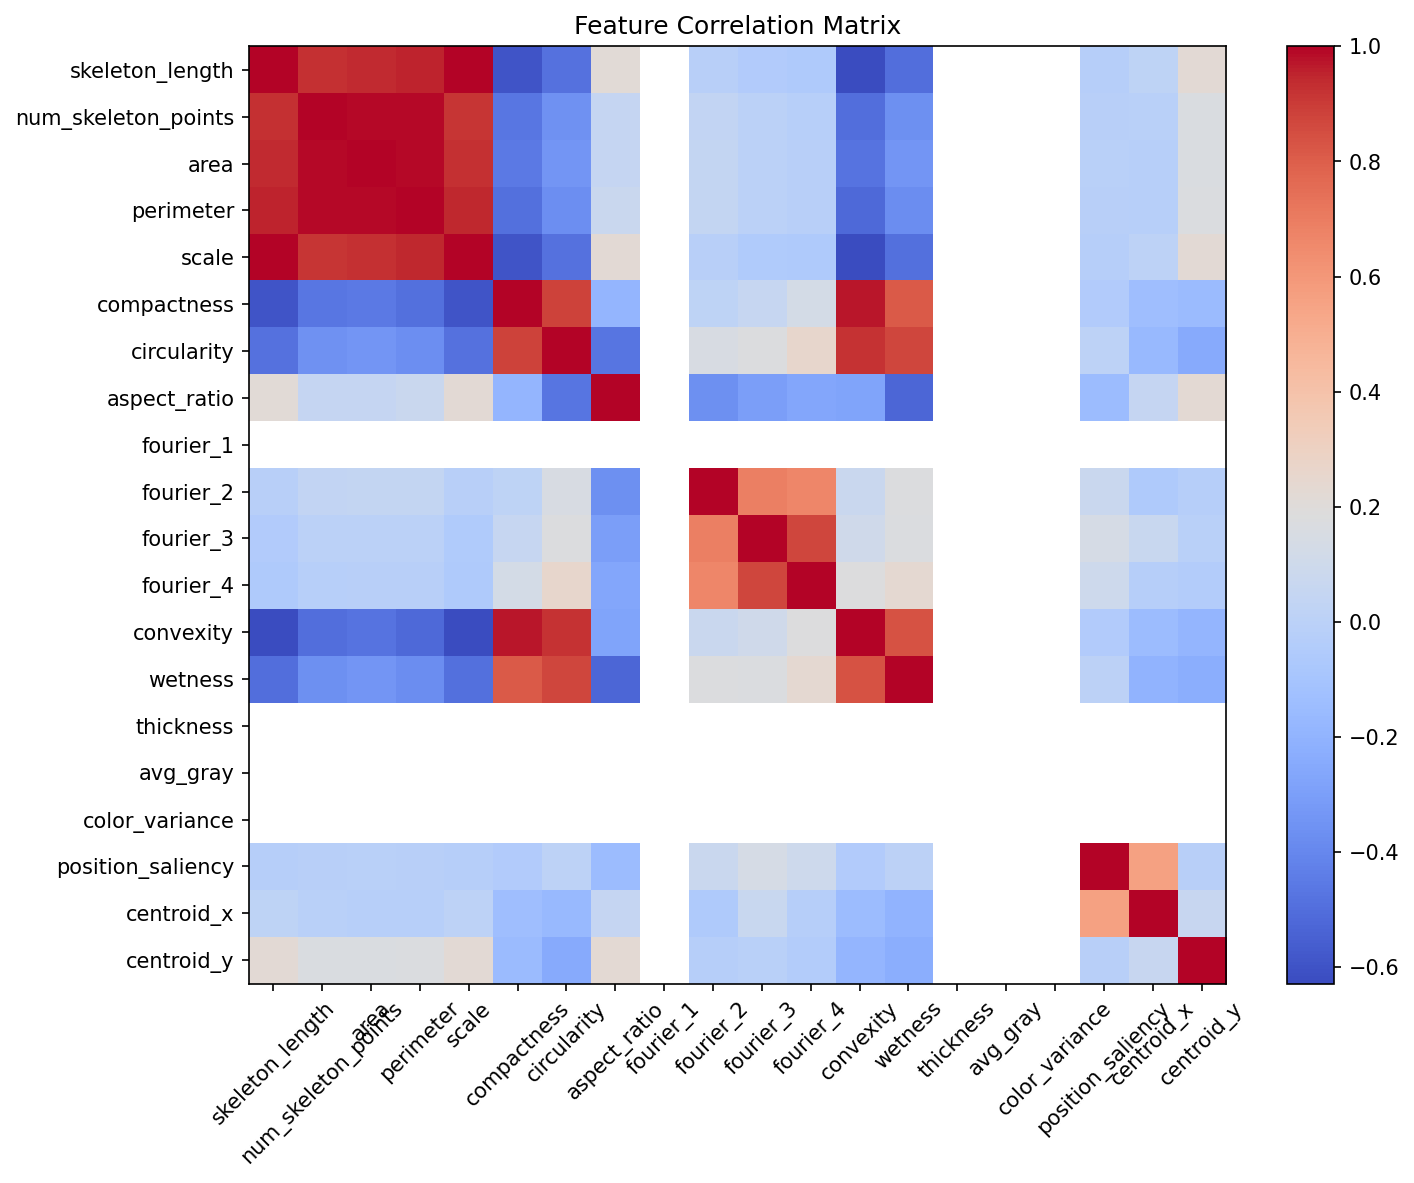 Feature Correlation Matrix
skeleton_length
num_skeleton_points
area
perimeter
scale
compactness
circularity
aspect_ratio
fourier_1
fourier_2
fourier_3
fourier_4
convexity
wetness
thickness
avg_gray
color_variance
position_saliency
centroid_x
centroid_y
skeleton_length
num_skeleton_points
area
perimeter
scale
compactness
circularity
aspect_ratio
fourier_1
fourier_2
fourier_3
fourier_4
convexity
wetness
thickness
avg_gray
color_variance
position_saliency
centroid_x
centroid_y
1.0
0.8
0.6
0.4
0.2
0.0
−0.2
−0.4
−0.6